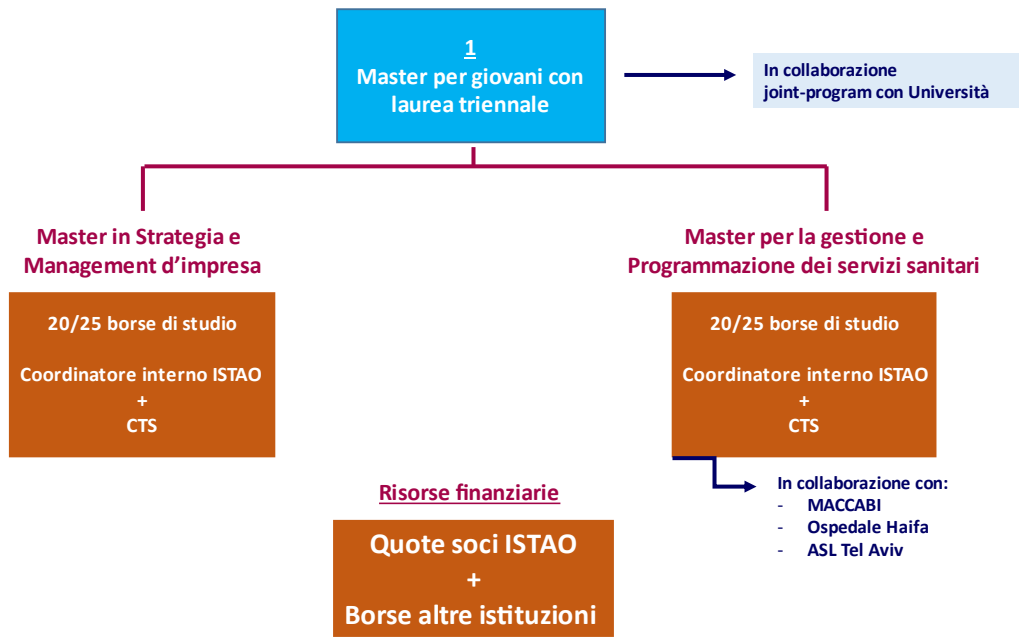 1
Master per giovani con
laurea triennale
In collaborazione
joint-program con Università
Master in Strategia e
Management d’impresa
20/25 borse di studio
Coordinatore interno ISTAO
+
CTS
Master per la gestione e
Programmazione dei servizi sanitari
20/25 borse di studio
Coordinatore interno ISTAO
+
CTS
In collaborazione con:
- MACCABI
- Ospedale Haifa
- ASL Tel Aviv
Risorse finanziarie
Quote soci ISTAO
+
Borse altre istituzioni